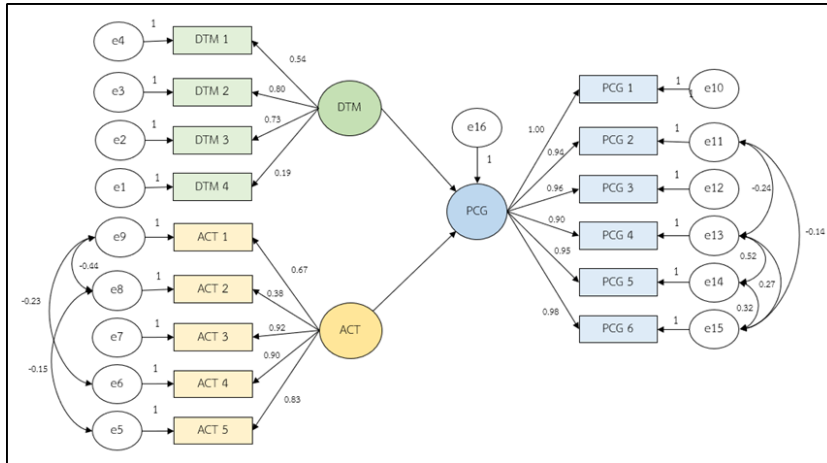 e4
1
DTM 1
0.54
e3
1
DTM 2
0.80
e2
1
DTM 3
0.73
e1
1
DTM 4
0.19
DTM
e9
1
ACT 1
0.67
-0.44
e8
1
ACT 2
0.38
-0.23
e7
1
ACT 3
0.92
-0.15
e6
1
ACT 4
0.90
e5
1
ACT 5
0.83
ACT
e16
1
PCG
1.00
PCG 1
1
1
e10
0.94
PCG 2
1
e11
0.96
PCG 3
1
e12
-0.24
-0.14
0.90
PCG 4
1
e13
0.52
0.95
PCG 5
1
e14
0.27
0.32
0.98
PCG 6
1
e15